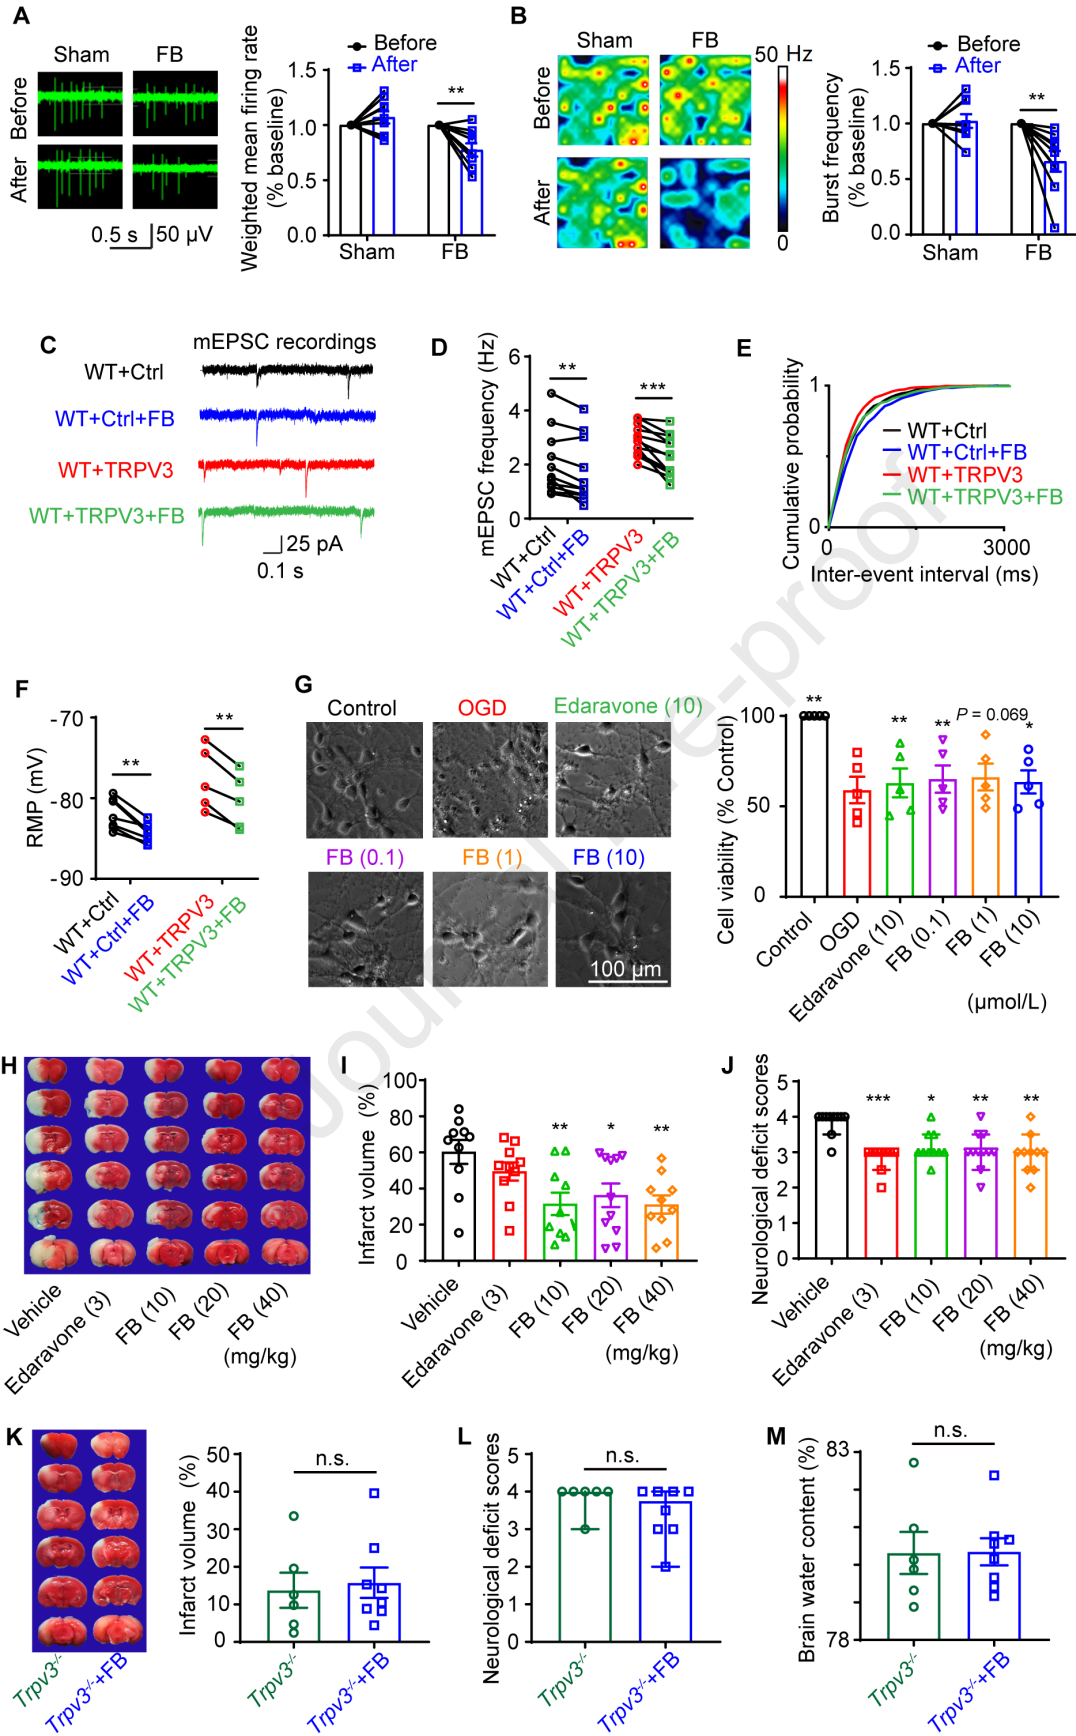 A
Sham FB
Before
After
0.5 s 50 µV
Weighted mean firing rate
(% baseline)
Before
After
1.5
1.0
0.5
0.0
**
Sham FB
B
Sham FB
50 Hz
0
Before
After
Burst frequency
(% baseline)
Before
After
1.5
1.0
0.5
0.0
**
Sham FB
C
mEPSC recordings
WT+Ctrl
WT+Ctrl+FB
WT+TRPV3
WT+TRPV3+FB
25 pA
0.1 s
D
mEPSC frequency (Hz)
6
4
2
0
**
***
WT+Ctrl
WT+Ctrl+FB
WT+TRPV3
WT+TRPV3+FB
E
Cumulative probability
1
0
WT+Ctrl
WT+Ctrl+FB
WT+TRPV3
WT+TRPV3+FB
0 3000
Inter-event interval (ms)
F
RMP (mV)
-70
-80
-90
**
**
WT+Ctrl
WT+Ctrl+FB
WT+TRPV3
WT+TRPV3+FB
G
Control OGD Edaravone (10)
FB (0.1) FB (1) FB (10)
100 µm
Cell viability (% Control)
100
50
0
**
**
**
P = 0.069
*
Control
OGD
Edaravone (10)
FB (0.1)
FB (1)
FB (10)
(µmol/L)
H
Vehicle
Edaravone (3)
FB (10)
FB (20)
FB (40)
(mg/kg)
I
Infarct volume (%)
100
80
60
40
20
0
**
*
**
Vehicle
Edaravone (3)
FB (10)
FB (20)
FB (40)
(mg/kg)
J
Neurological deficit scores
5
4
3
2
1
0
***
*
**
**
Vehicle
Edaravone (3)
FB (10)
FB (20)
FB (40)
(mg/kg)
K
Trpv3-/-
Trpv3-/-+FB
Infarct volume (%)
50
40
30
20
10
0
n.s.
Trpv3-/-
Trpv3-/-+FB
L
Neurological deficit scores
5
4
3
2
1
0
n.s.
Trpv3-/-
Trpv3-/-+FB
M
Brain water content (%)
83
78
n.s.
Trpv3-/-
Trpv3-/-+FB
Journal Pre-proof